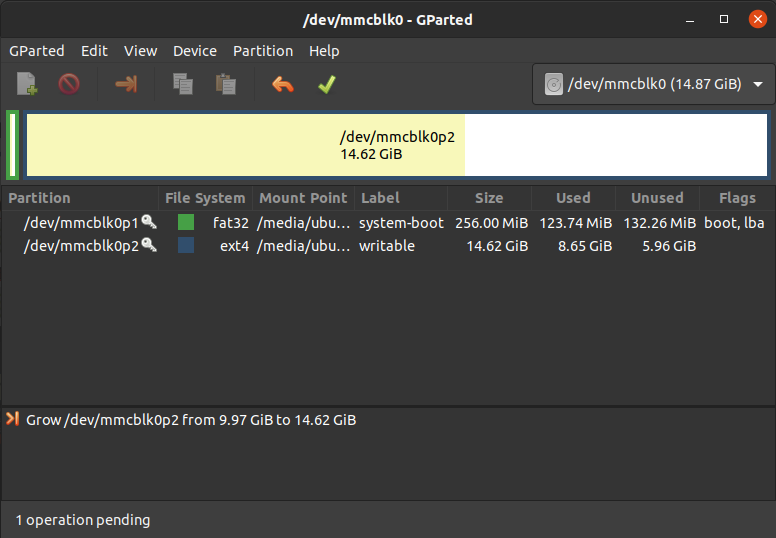 /dev/mmcblk0 - GParted
GParted Edit View Device Partition Help
/dev/mmcblk0 (14.87 GiB)
/dev/mmcblk0p2
14.62 GiB
Partition File System Mount Point Label Size Used Unused Flags
/dev/mmcblk0p1 fat32 /media/ubu... system-boot 256.00 MiB 123.74 MiB 132.26 MiB boot, lba
/dev/mmcblk0p2 ext4 /media/ubu... writable 14.62 GiB 8.65 GiB 5.96 GiB
Grow /dev/mmcblk0p2 from 9.97 GiB to 14.62 GiB
1 operation pending